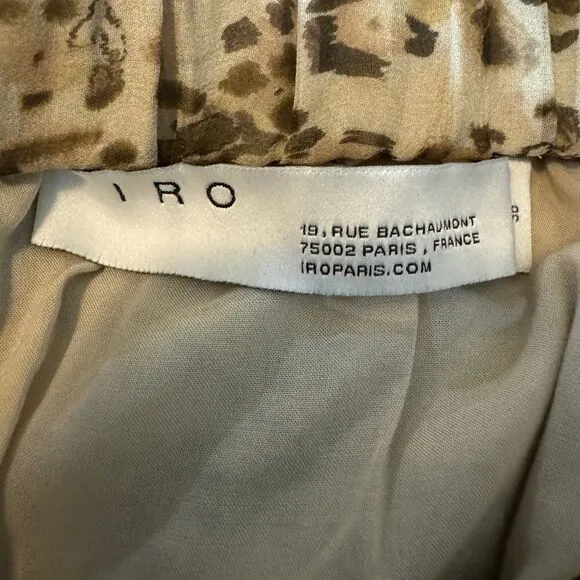 IRO
19, RUE BACHAUMONT
75002 PARIS, FRANCE
IROPARIS.COM